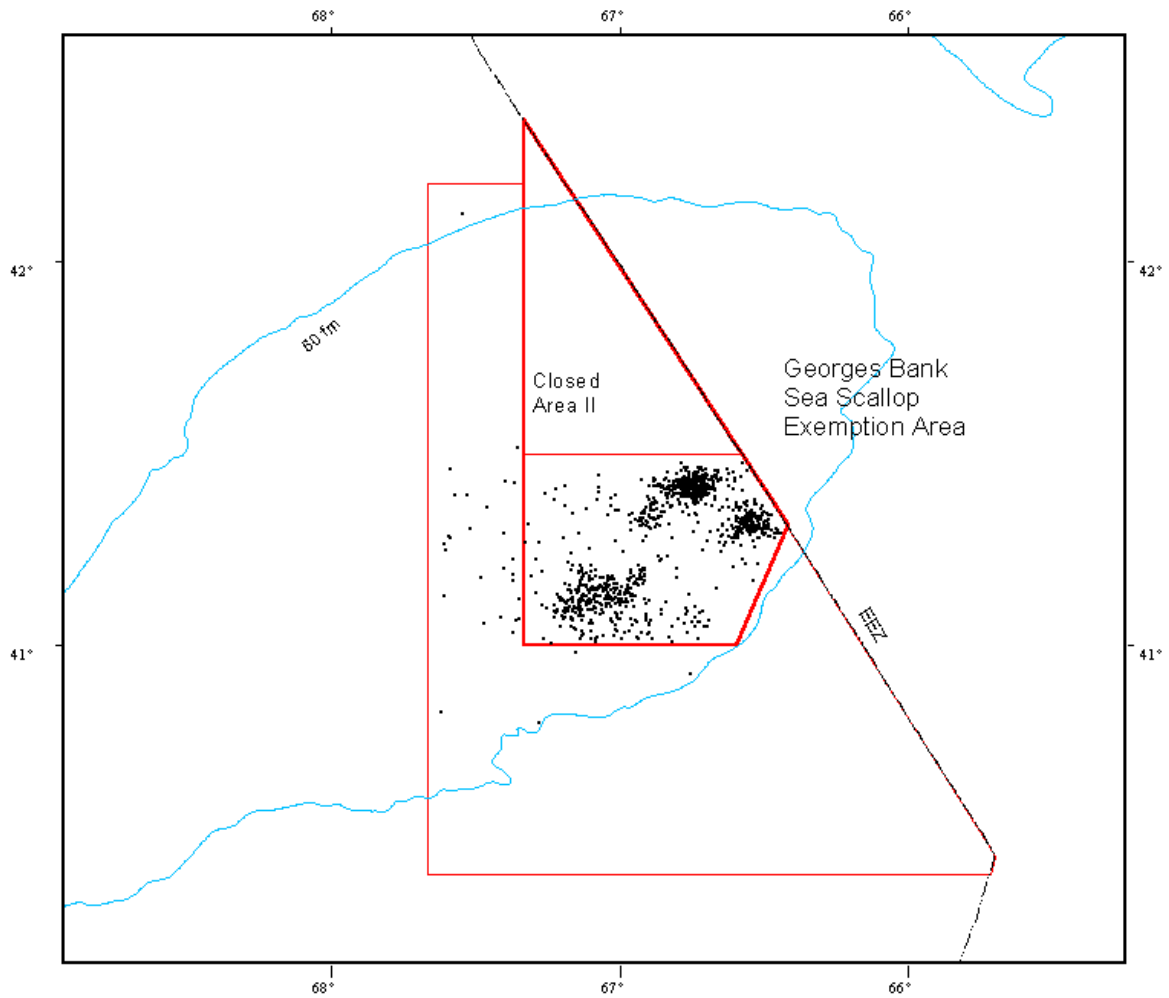 68° 67° 66°
42° 42°
60 fm
Closed
Area II
Georges Bank
Sea Scallop
Exemption Area
EEZ
41° 41°
68° 67° 66°